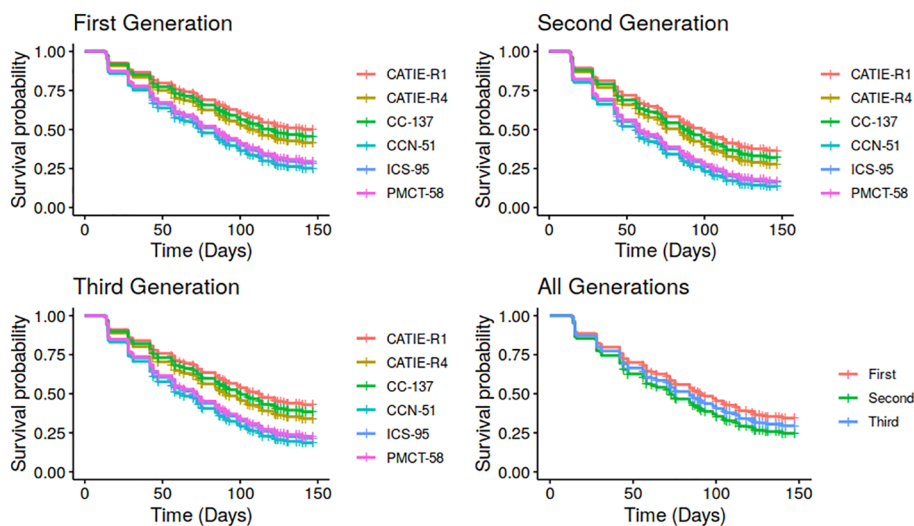 First Generation
Survival probability
1.00
0.75
0.50
0.25
0.00
0 50 100 150
Time (Days)
CATIE-R1
CATIE-R4
CC-137
CCN-51
ICS-95
PMCT-58
Second Generation
Survival probability
1.00
0.75
0.50
0.25
0.00
0 50 100 150
Time (Days)
CATIE-R1
CATIE-R4
CC-137
CCN-51
ICS-95
PMCT-58
Third Generation
Survival probability
1.00
0.75
0.50
0.25
0.00
0 50 100 150
Time (Days)
CATIE-R1
CATIE-R4
CC-137
CCN-51
ICS-95
PMCT-58
All Generations
Survival probability
1.00
0.75
0.50
0.25
0.00
0 50 100 150
Time (Days)
First
Second
Third